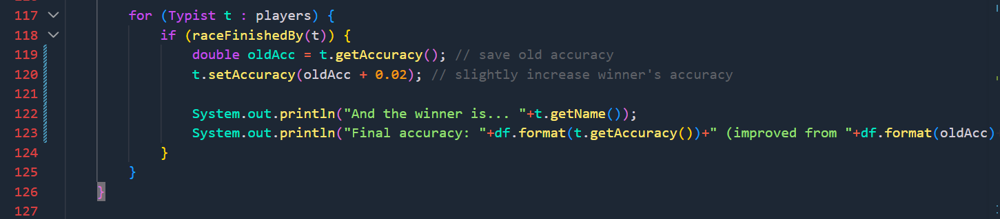 117 for (Typist t : players) {
118 if (raceFinishedBy(t)) {
119 double oldAcc = t.getAccuracy(); // save old accuracy
120 t.setAccuracy(oldAcc + 0.02); // slightly increase winner's accuracy
121
122 System.out.println("And the winner is... "+t.getName());
123 System.out.println("Final accuracy: "+df.format(t.getAccuracy())+" (improved from "+df.format(oldAcc)
124 }
125 }
126 }
127